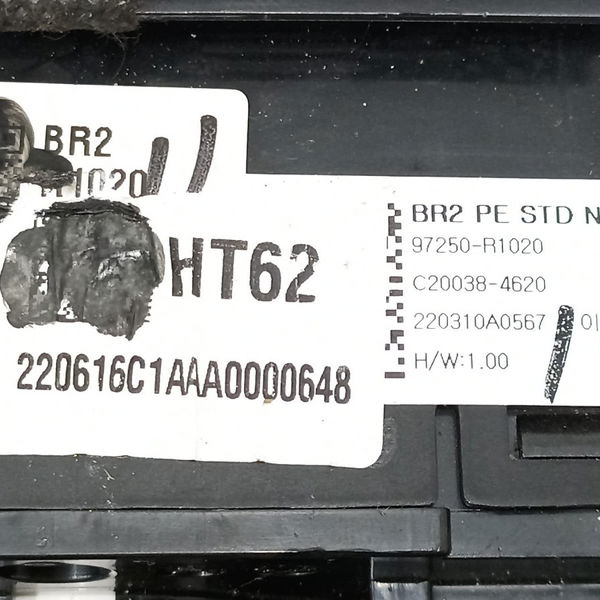 BR2
R1020
HT62
220616C1AAA0000648
BR2 PE STD N
97250-R1020
C20038-4620
220310A0567
H/W:1.00